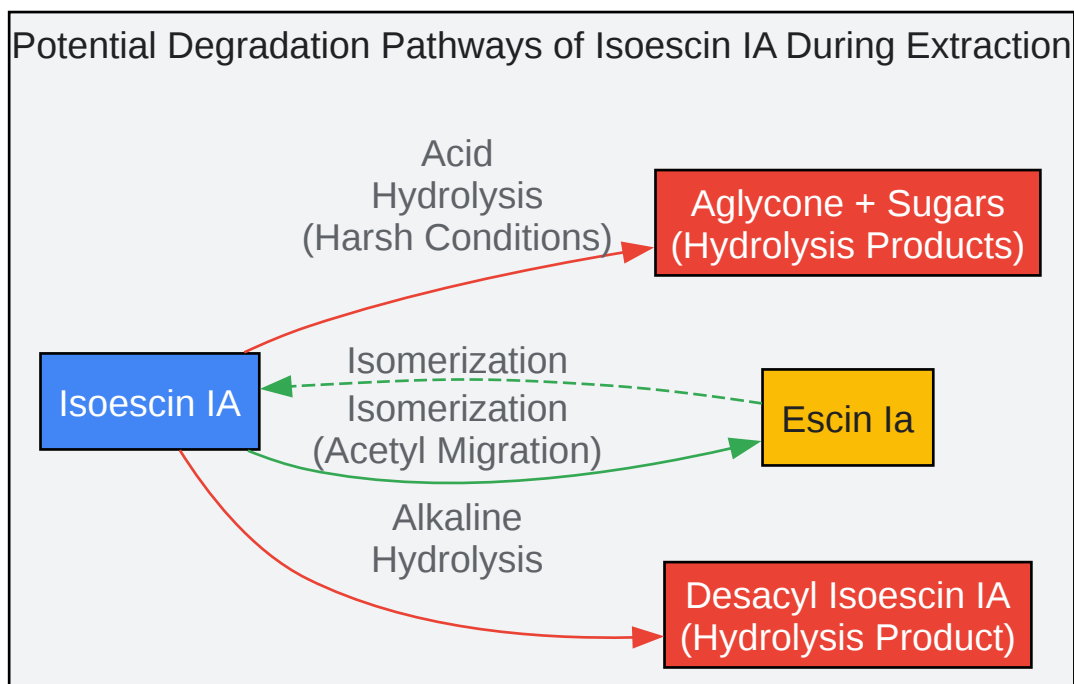 Potential Degradation Pathways of Isoescin IA During Extraction
Acid
Hydrolysis
(Harsh Conditions)
Aglycone + Sugars
(Hydrolysis Products)
Isoescin IA
Isomerization
Isomerization
(Acetyl Migration)
Escin Ia
Alkaline
Hydrolysis
Desacyl Isoescin IA
(Hydrolysis Product)